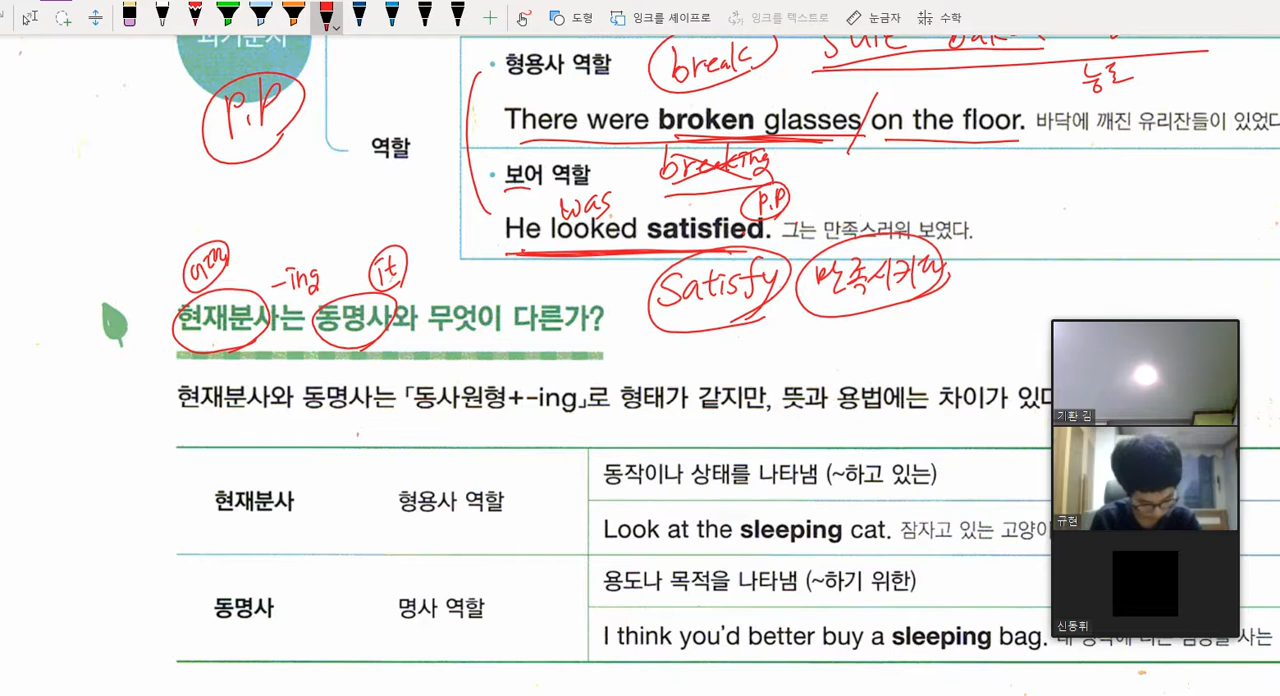 도형
잉크를 셰이프로
잉크를 텍스트로
눈금자
수학
과거분사
P.P
역할
• 형용사 역할
break
능로
There were broken glasses on the floor. 바닥에 깨진 유리잔들이 있었다
breaking
• 보어 역할
was
P.P
He looked satisfied. 그는 만족스러워 보였다.
Satisfy
만족시키다
-ing
현재분사는 동명사와 무엇이 다른가?
현재분사와 동명사는 「동사원형+-ing」로 형태가 같지만, 뜻과 용법에는 차이가 있다
현재분사
형용사 역할
동작이나 상태를 나타냄 (~하고 있는)
Look at the sleeping cat. 잠자고 있는 고양이
동명사
명사 역할
용도나 목적을 나타냄 (~하기 위한)
I think you'd better buy a sleeping bag.
기환 김
규현
신동휘